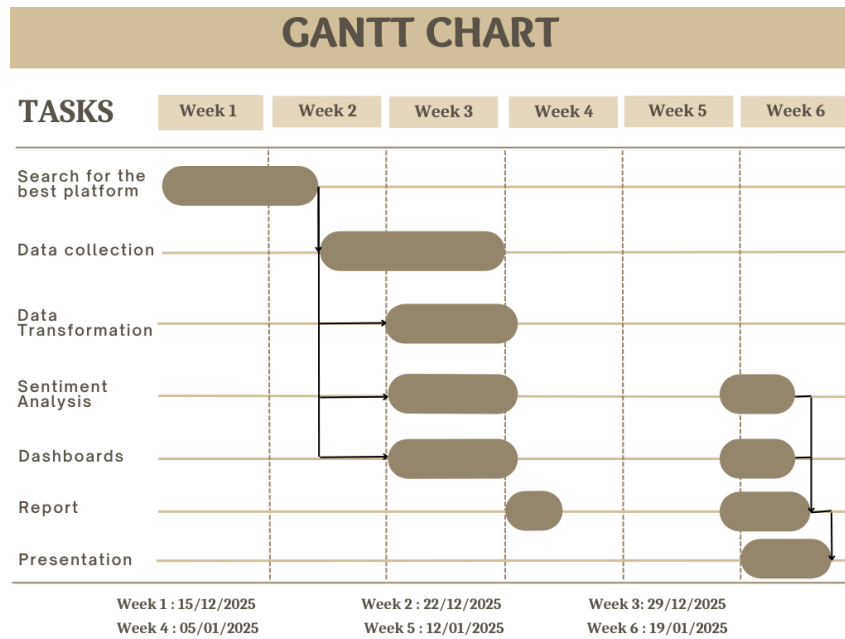 GANTT CHART
TASKS Week 1 Week 2 Week 3 Week 4 Week 5 Week 6
Search for the
best platform
Data collection
Data
Transformation
Sentiment
Analysis
Dashboards
Report
Presentation
Week 1 : 15/12/2025 Week 2 : 22/12/2025 Week 3: 29/12/2025
Week 4 : 05/01/2025 Week 5 : 12/01/2025 Week 6 : 19/01/2025